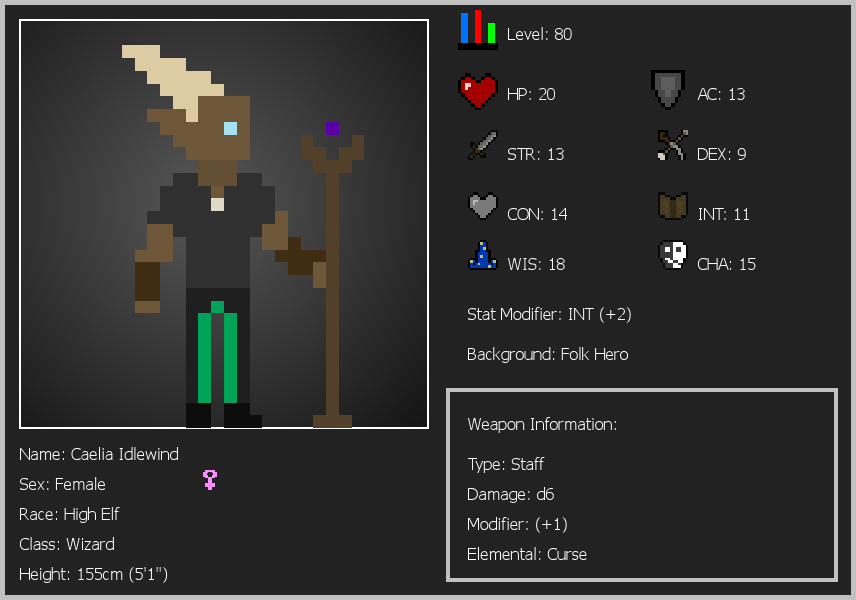 Level: 80
HP: 20
AC: 13
STR: 13
DEX: 9
CON: 14
INT: 11
WIS: 18
CHA: 15
Stat Modifier: INT (+2)
Background: Folk Hero
Weapon Information:
Type: Staff
Damage: d6
Modifier: (+1)
Elemental: Curse
Name: Caelia Idlewind
Sex: Female
Race: High Elf
Class: Wizard
Height: 155cm (5'1")